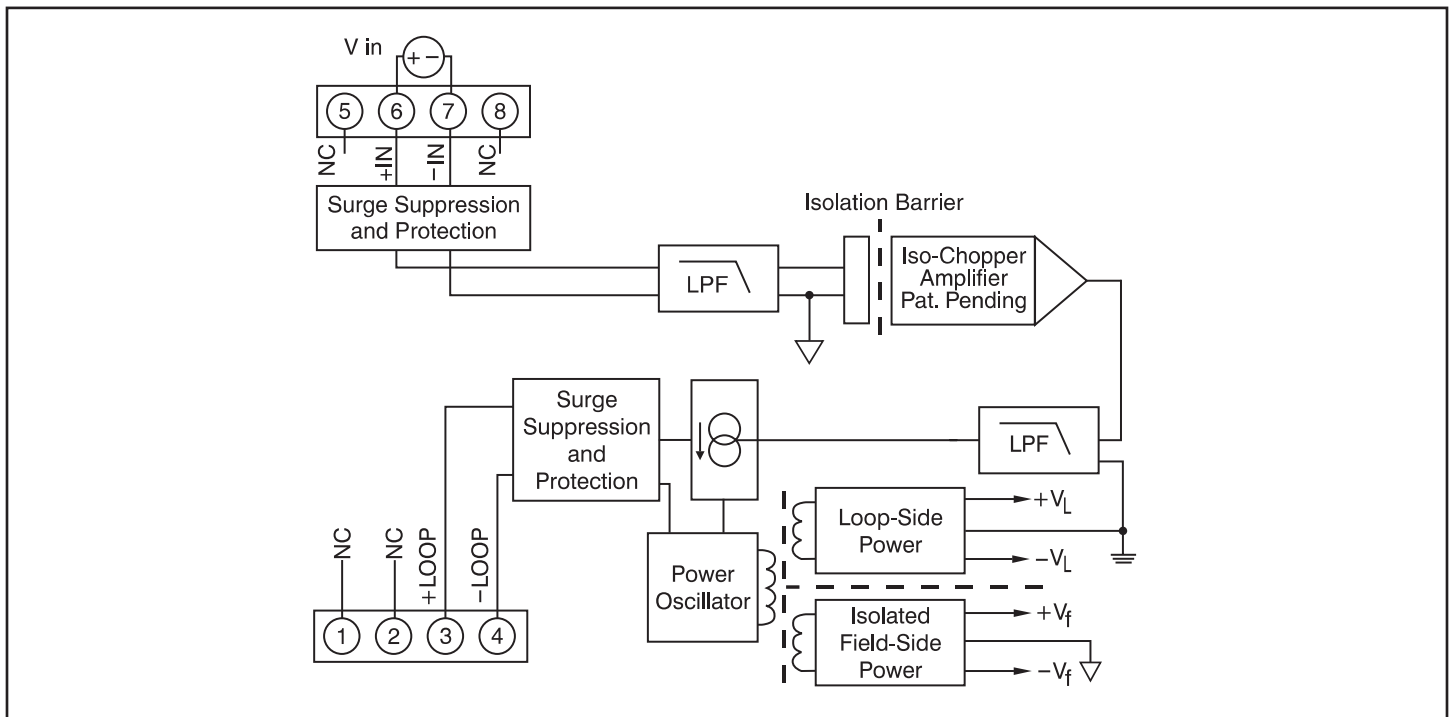 V in
+ −
5 6 7 8
NC
+IN
−IN
NC
Surge Suppression
and Protection
Isolation Barrier
LPF
Iso-Chopper
Amplifier
Pat. Pending
Surge
Suppression
and
Protection
LPF
Loop-Side
Power
+VL
−VL
NC
NC
+LOOP
−LOOP
Power
Oscillator
Isolated
Field-Side
Power
+Vf
−Vf
1 2 3 4